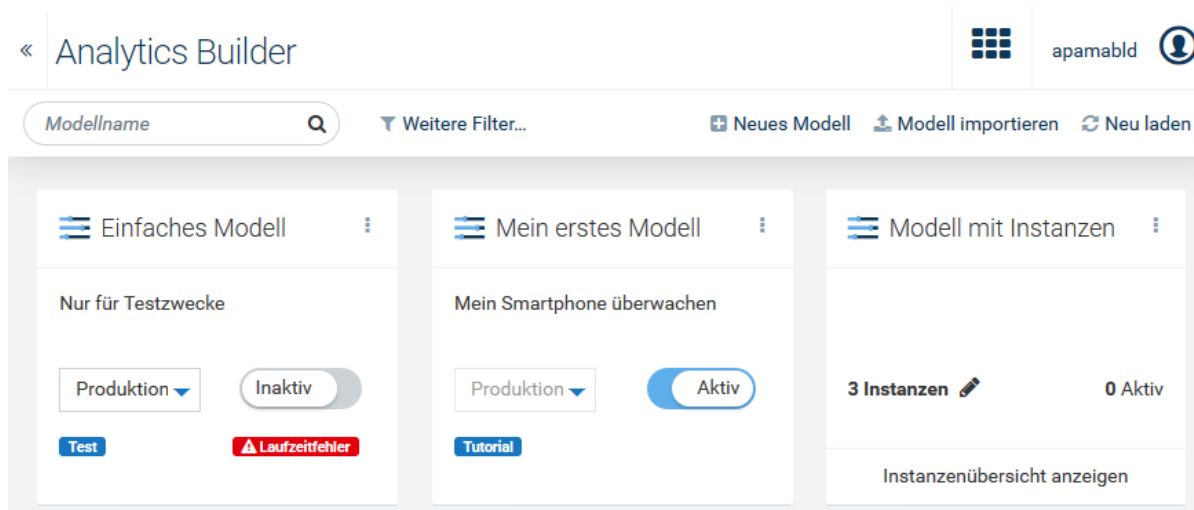 « Analytics Builder
apamabld
Modellname
Weitere Filter...
Neues Modell
Modell importieren
Neu laden
Einfaches Modell
Nur für Testzwecke
Produktion
Inaktiv
Test
Laufzeitfehler
Mein erstes Modell
Mein Smartphone überwachen
Produktion
Aktiv
Tutorial
Modell mit Instanzen
3 Instanzen
0 Aktiv
Instanzenübersicht anzeigen